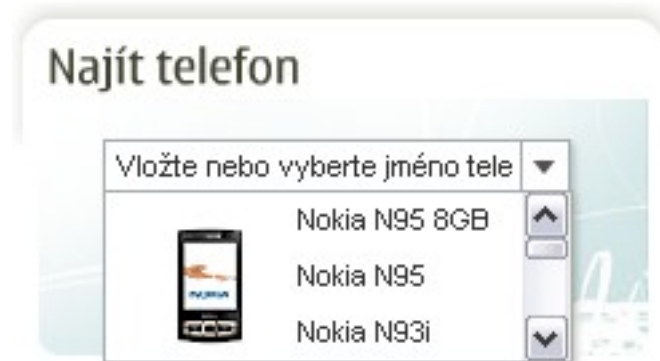 Najít telefon
Vložte nebo vyberte jméno tele
Nokia N95 8GB
Nokia N95
Nokia N93i